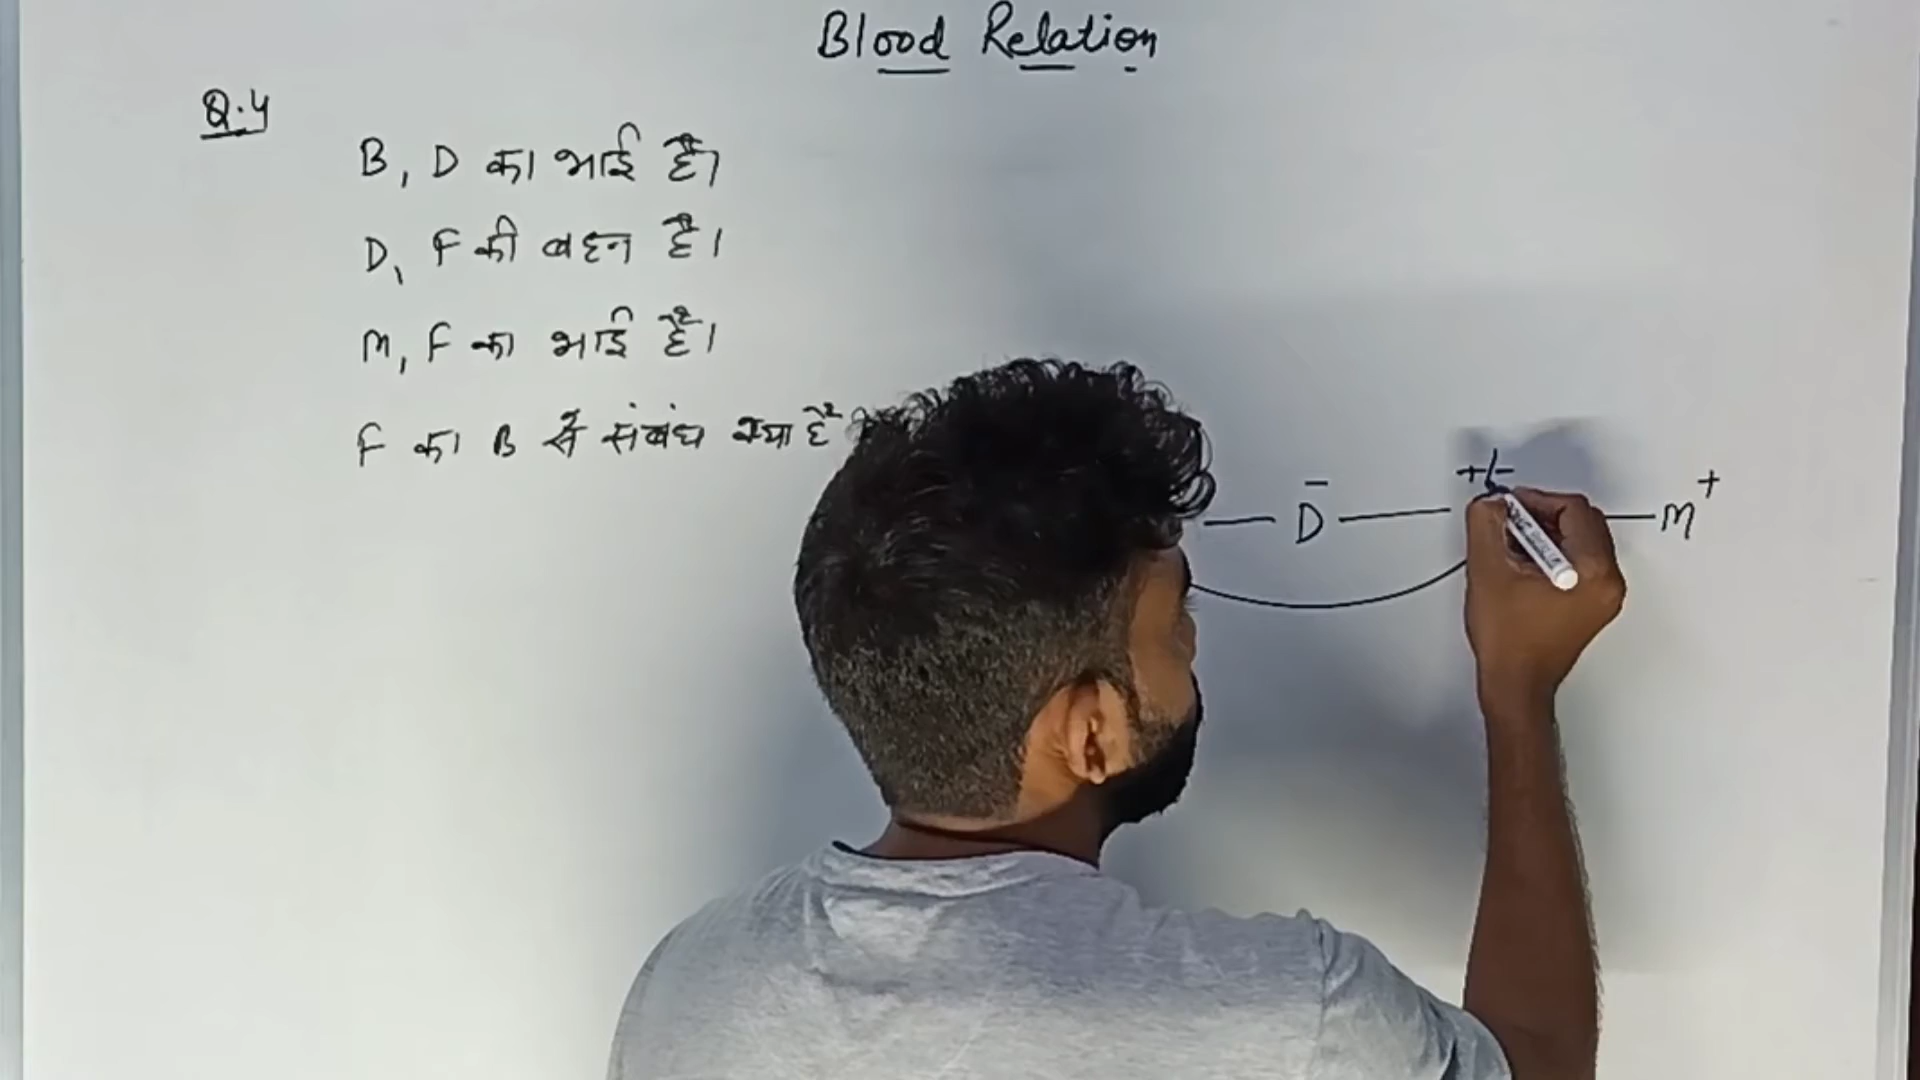 Blood Relation
Q.4
B, D का भाई है।
D, F की बहन है।
M, F का भाई है।
F का B से संबंध क्या है
— D⁻ —
+/-
— M⁺